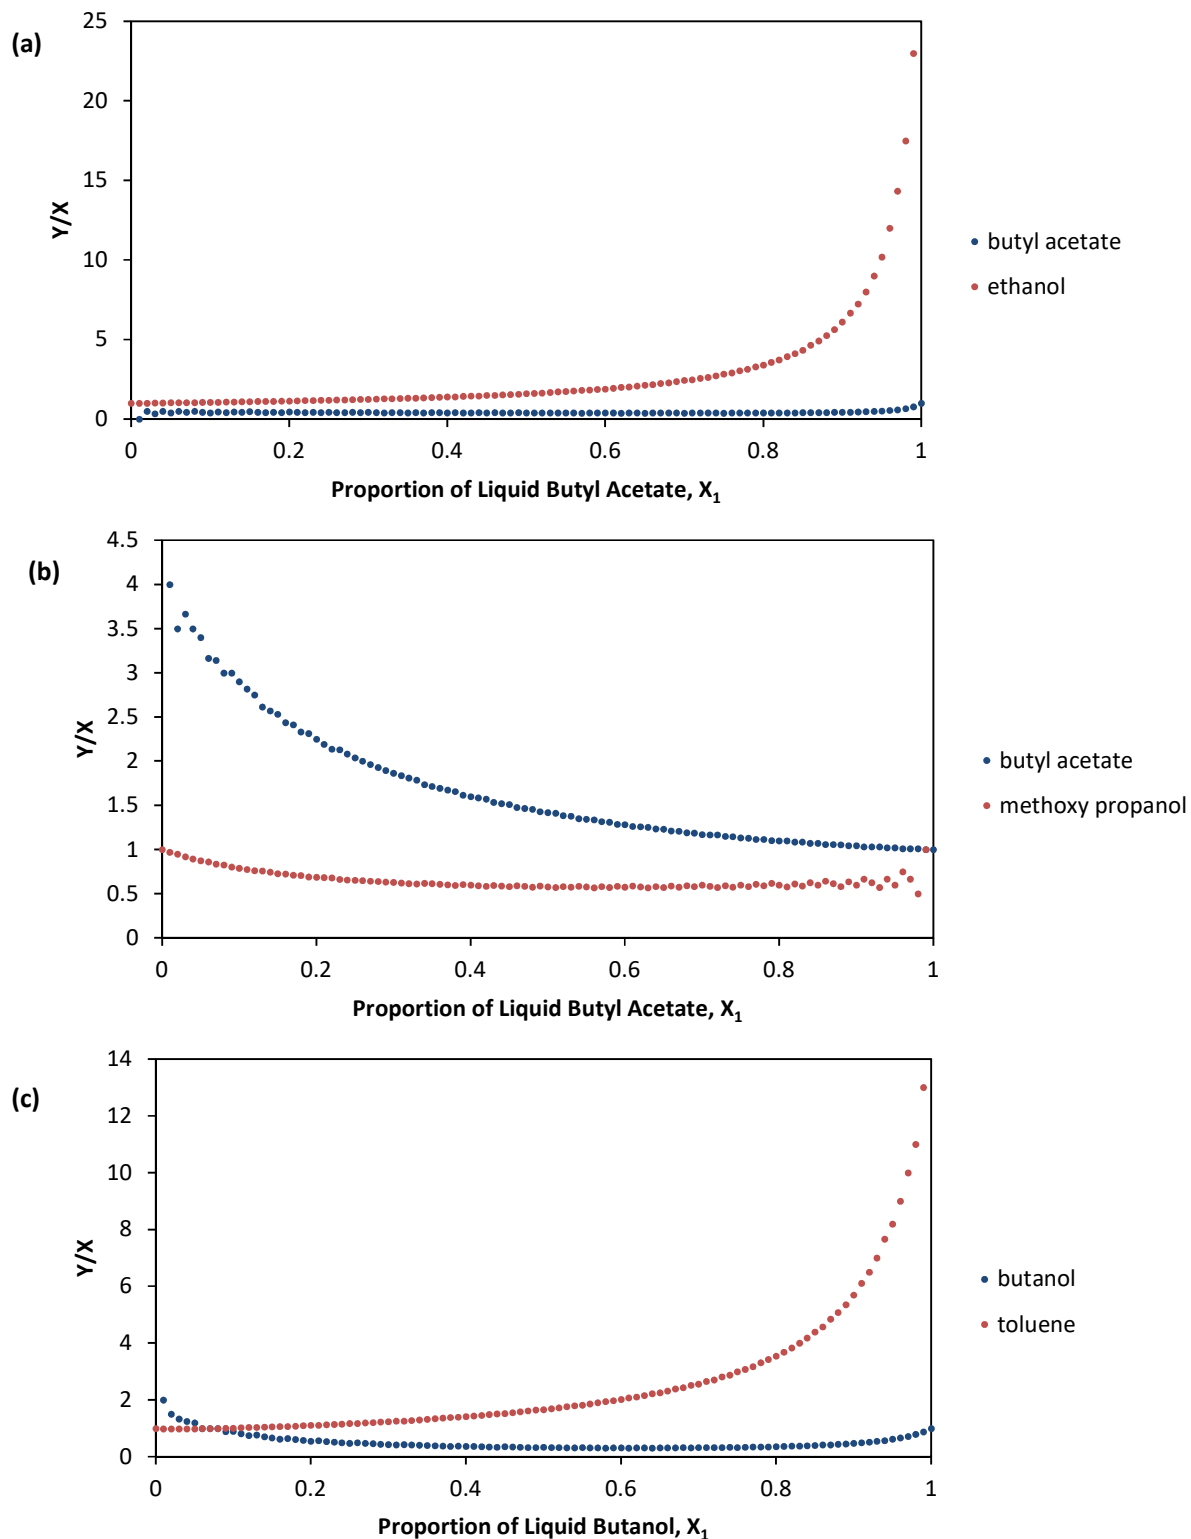 (a)
25
20
15
10
5
0
Y/X
0 0.2 0.4 0.6 0.8 1
Proportion of Liquid Butyl Acetate, X₁
butyl acetate
ethanol
(b)
4.5
4
3.5
3
2.5
2
1.5
1
0.5
0
Y/X
0 0.2 0.4 0.6 0.8 1
Proportion of Liquid Butyl Acetate, X₁
butyl acetate
methoxy propanol
(c)
14
12
10
8
6
4
2
0
Y/X
0 0.2 0.4 0.6 0.8 1
Proportion of Liquid Butanol, X₁
butanol
toluene